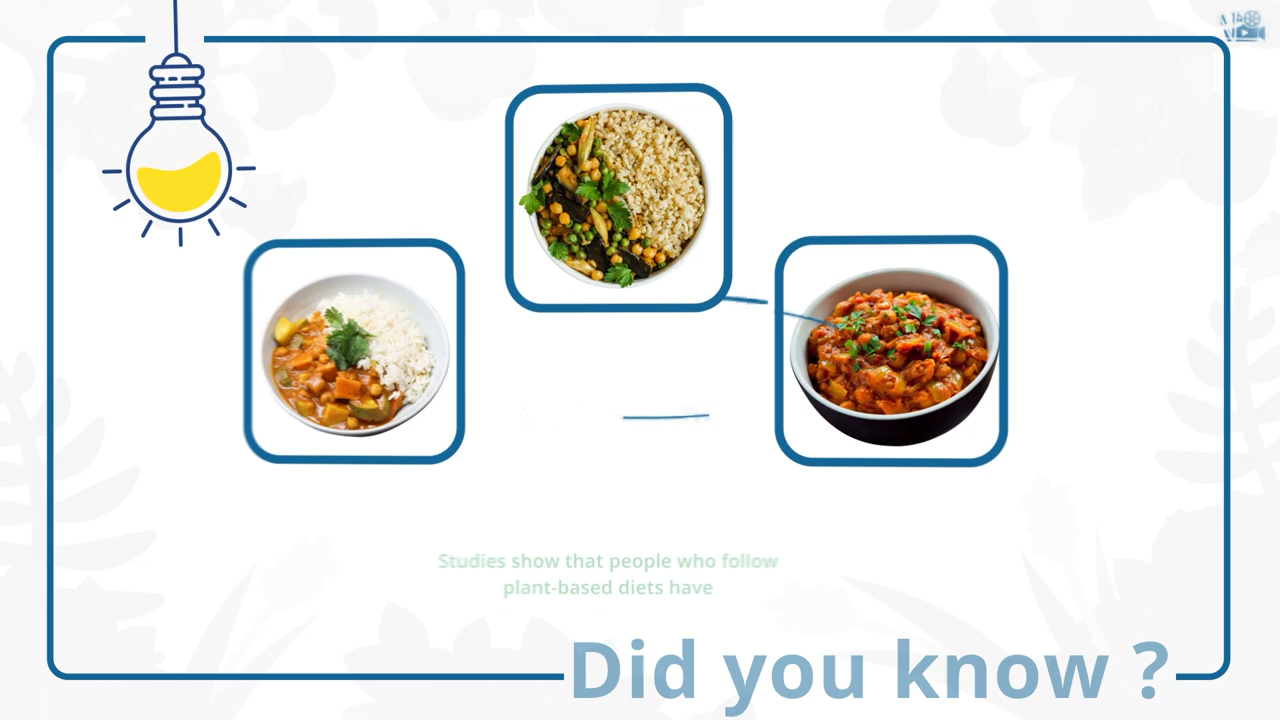 Studies show that people who follow
plant-based diets have
Did you know ?